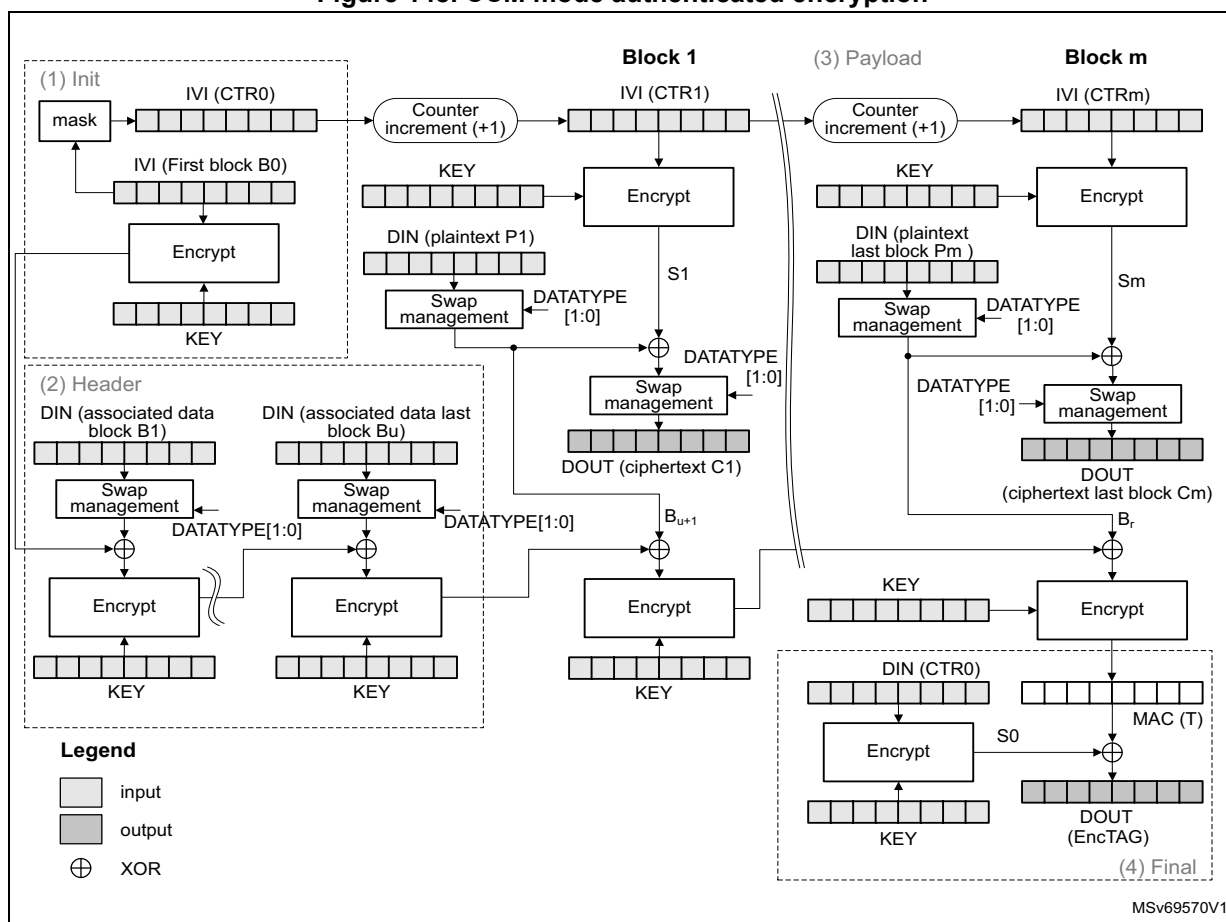 (1) Init
mask
IVI (CTR0)
IVI (First block B0)
Encrypt
KEY
Counter
increment (+1)
Block 1
IVI (CTR1)
KEY
Encrypt
DIN (plaintext P1)
Swap
management
DATATYPE
[1:0]
S1
DATATYPE
[1:0]
Swap
management
DOUT (ciphertext C1)
(3) Payload
Counter
increment (+1)
Block m
IVI (CTRm)
KEY
Encrypt
DIN (plaintext
last block Pm )
Swap
management
DATATYPE
[1:0]
Sm
DATATYPE
[1:0]
Swap
management
DOUT
(ciphertext last block Cm)
(2) Header
DIN (associated data
block B1)
Swap
management
DATATYPE[1:0]
Encrypt
KEY
DIN (associated data last
block Bu)
Swap
management
DATATYPE[1:0]
Encrypt
KEY
Bu+1
Encrypt
KEY
Br
KEY
Encrypt
DIN (CTR0)
Encrypt
KEY
S0
MAC (T)
DOUT
(EncTAG)
(4) Final
Legend
input
output
XOR
MSv69570V1